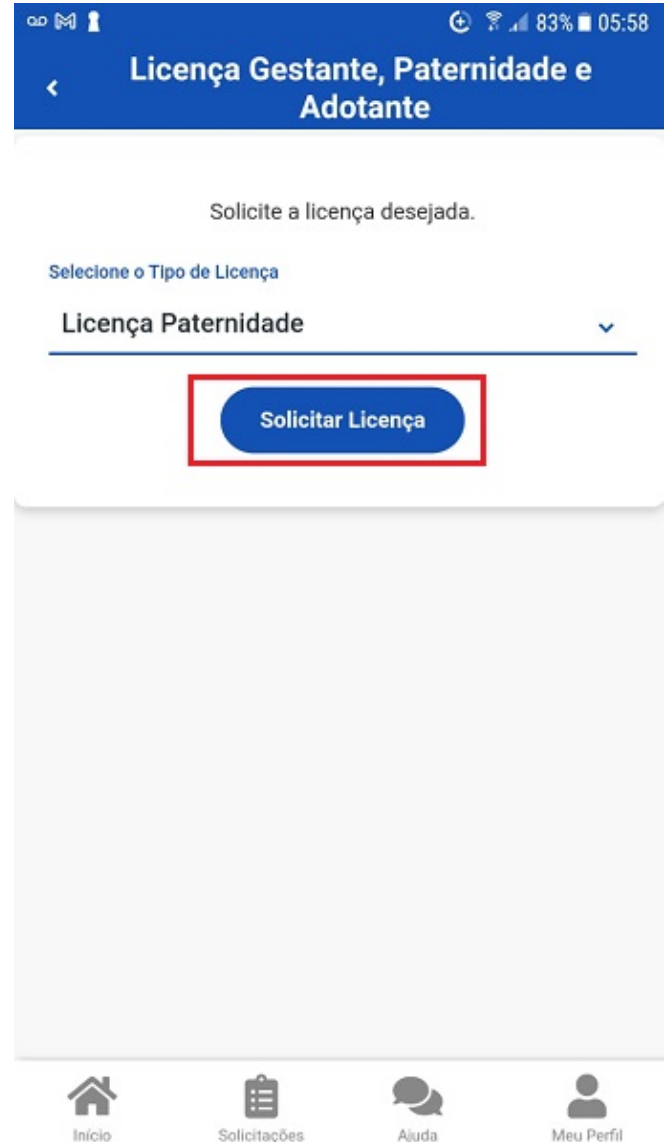 83% 05:58
Licença Gestante, Paternidade e
Adotante
Solicite a licença desejada.
Selecione o Tipo de Licença
Licença Paternidade
Solicitar Licença
Início Solicitações Ajuda Meu Perfil